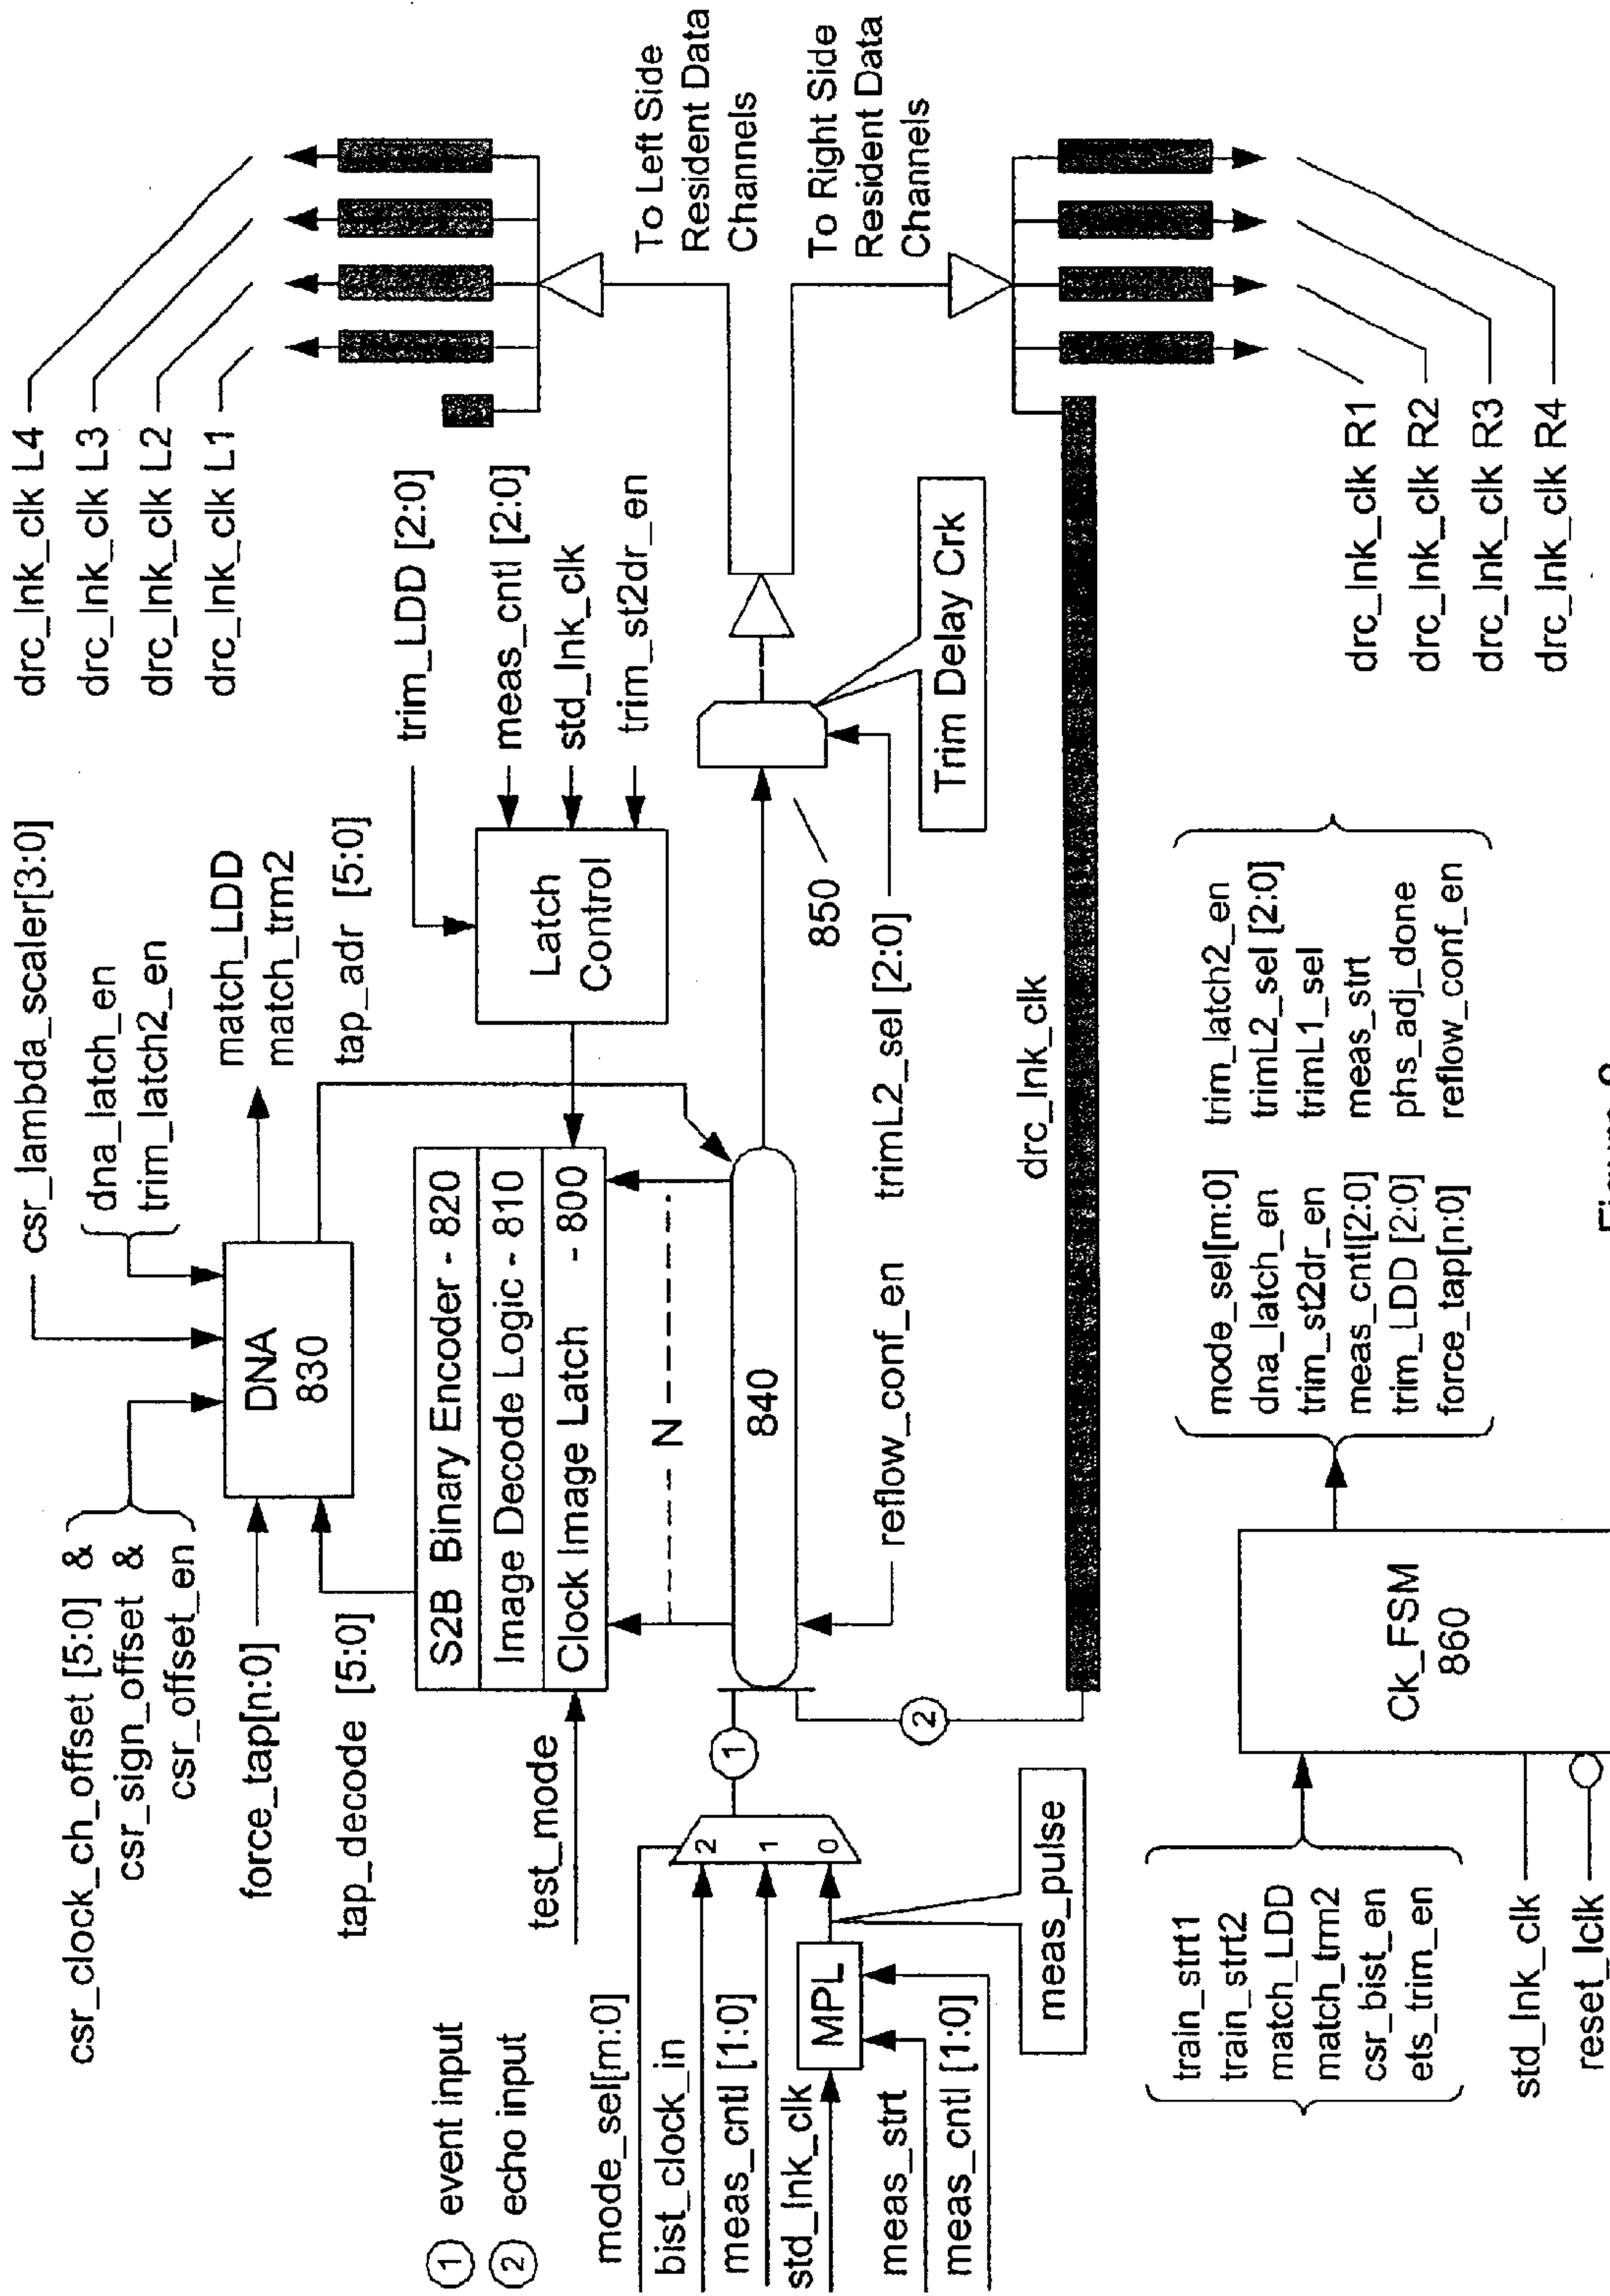 csr_clock_ch_offset [5:0] &
csr_sign_offset &
csr_offset_en
csr_lambda_scaler[3:0]
dna_latch_en
trim_latch2_en
force_tap[n:0]
DNA
830
match_LDD
match_trm2
tap_decode [5:0]
tap_adr [5:0]
S2B Binary Encoder - 820
Image Decode Logic - 810
Clock Image Latch - 800
test_mode
Latch
Control
trim_LDD [2:0]
meas_cntl [2:0]
std_lnk_clk
trim_st2dr_en
drc_lnk_clk L4
drc_lnk_clk L3
drc_lnk_clk L2
drc_lnk_clk L1
To Left Side
Resident Data
Channels
To Right Side
Resident Data
Channels
1 event input
2 echo input
N
840
1
2
850
Trim Delay Crk
reflow_conf_en
trimL2_sel [2:0]
mode_sel[m:0]
bist_clock_in
meas_cntl [1:0]
std_lnk_clk
meas_strt
meas_cntl [1:0]
2
1
0
MPL
meas_pulse
drc_lnk_clk
drc_lnk_clk R1
drc_lnk_clk R2
drc_lnk_clk R3
drc_lnk_clk R4
train_strt1
train_strt2
match_LDD
match_trm2
csr_bist_en
ets_trim_en
std_lnk_clk
reset_lclk
Ck_FSM
860
mode_sel[m:0]
dna_latch_en
trim_st2dr_en
meas_cntl[2:0]
trim_LDD [2:0]
force_tap[n:0]
trim_latch2_en
trimL2_sel [2:0]
trimL1_sel
meas_strt
phs_adj_done
reflow_conf_en